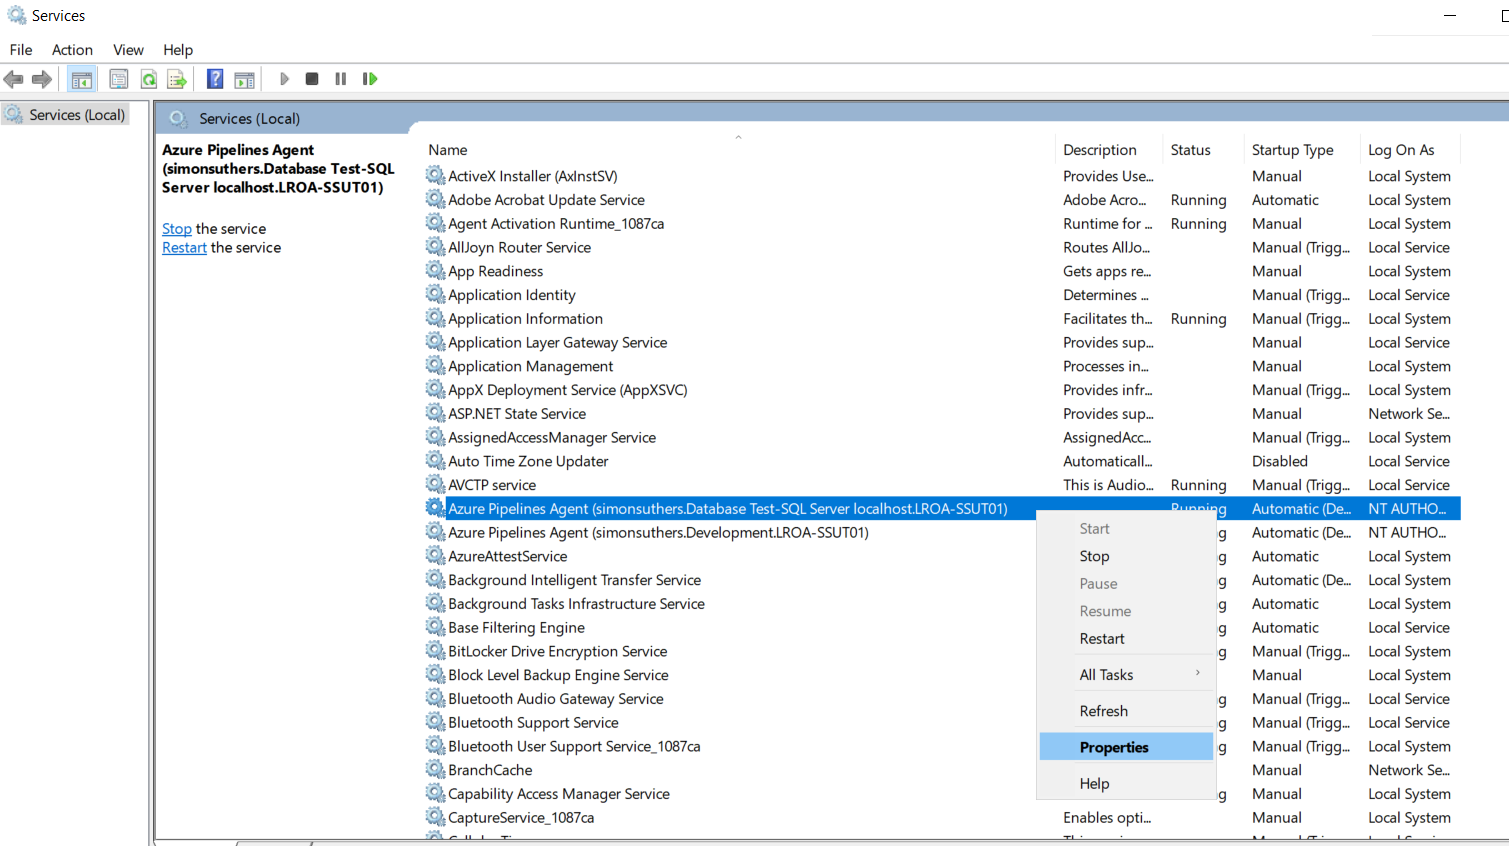 Services
File Action View Help
Services (Local)
Services (Local)
Azure Pipelines Agent
(simonsuthers.Database Test-SQL
Server localhost.LROA-SSUT01)
Stop the service
Restart the service
Name Description Status Startup Type Log On As
ActiveX Installer (AxInstSV) Provides Use... Manual Local System
Adobe Acrobat Update Service Adobe Acro... Running Automatic Local System
Agent Activation Runtime_1087ca Runtime for ... Running Manual Local System
AllJoyn Router Service Routes AllJo... Manual (Trigg... Local Service
App Readiness Gets apps re... Manual Local System
Application Identity Determines ... Manual (Trigg... Local Service
Application Information Facilitates th... Running Manual (Trigg... Local System
Application Layer Gateway Service Provides sup... Manual Local Service
Application Management Processes in... Manual Local System
AppX Deployment Service (AppXSVC) Provides infr... Manual (Trigg... Local System
ASP.NET State Service Provides sup... Manual Network Se...
AssignedAccessManager Service AssignedAcc... Manual (Trigg... Local System
Auto Time Zone Updater Automaticall... Disabled Local Service
AVCTP service This is Audio... Running Manual (Trigg... Local Service
Azure Pipelines Agent (simonsuthers.Database Test-SQL Server localhost.LROA-SSUT01) Running Automatic (De... NT AUTHO...
Azure Pipelines Agent (simonsuthers.Development.LROA-SSUT01) g Automatic (De... NT AUTHO...
AzureAttestService g Automatic Local System
Background Intelligent Transfer Service g Automatic (De... Local System
Background Tasks Infrastructure Service g Automatic Local System
Base Filtering Engine g Automatic Local Service
BitLocker Drive Encryption Service Manual (Trigg... Local System
Block Level Backup Engine Service Manual Local System
Bluetooth Audio Gateway Service g Manual (Trigg... Local Service
Bluetooth Support Service g Manual (Trigg... Local Service
Bluetooth User Support Service_1087ca g Manual (Trigg... Local System
BranchCache Manual Network Se...
Capability Access Manager Service g Manual Local System
CaptureService_1087ca Enables opti... Manual Local System
Start
Stop
Pause
Resume
Restart
All Tasks
Refresh
Properties
Help